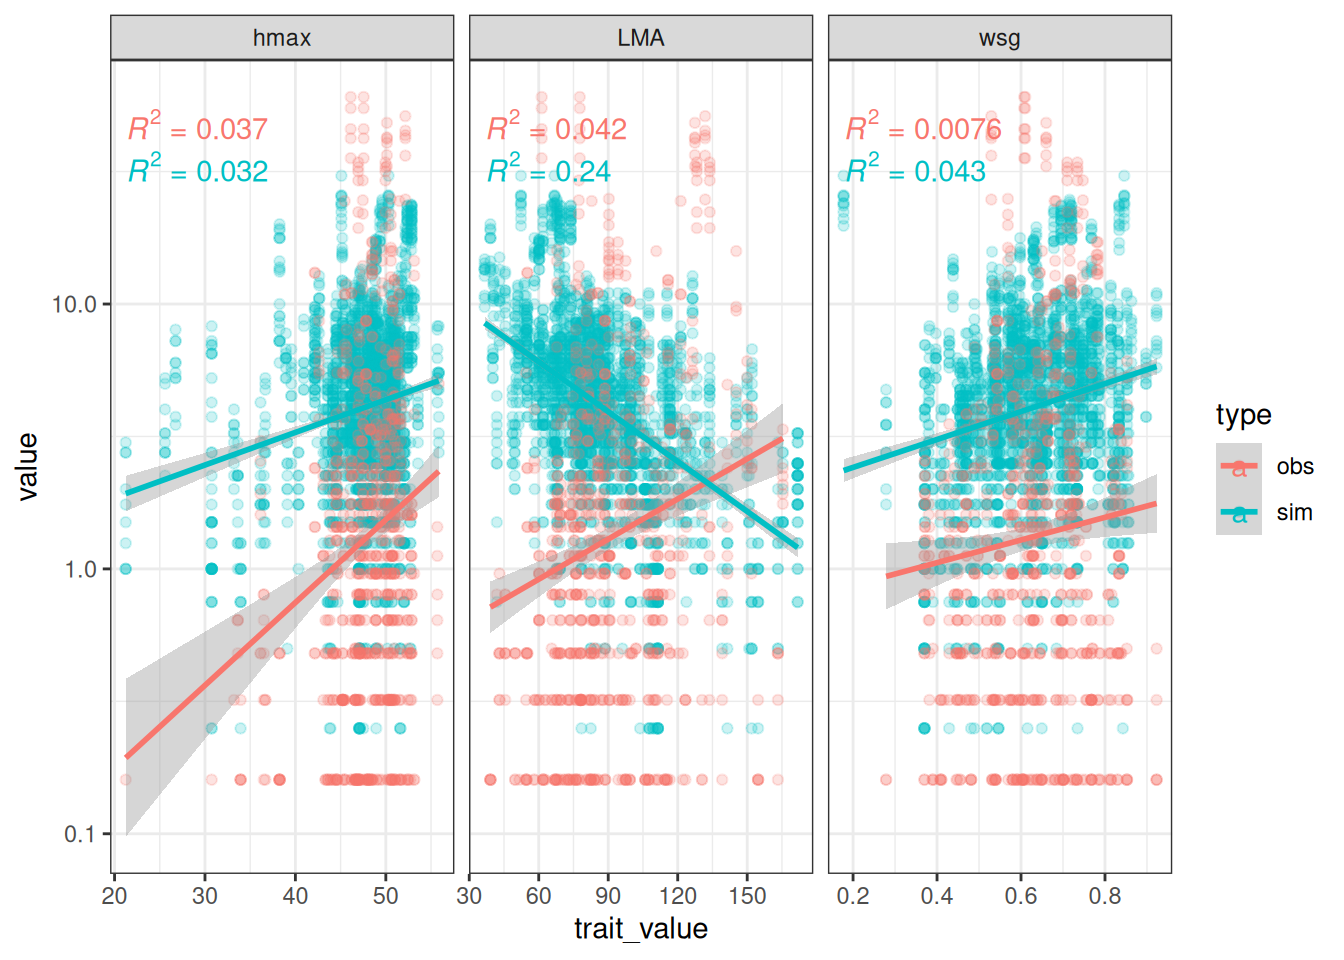 hmax LMA wsg
R² = 0.037 R² = 0.042 R² = 0.0076
R² = 0.032 R² = 0.24 R² = 0.043
10.0
1.0
0.1
value
20 30 40 50 30 60 90 120 150 0.2 0.4 0.6 0.8
trait_value
type
a obs
a sim